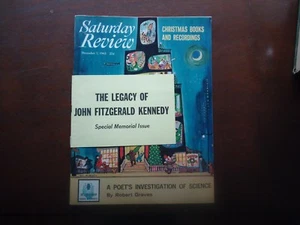 Saturday
Review
CHRISTMAS BOOKS
AND RECORDINGS
THE LEGACY OF
JOHN FITZGERALD KENNEDY
Special Memorial Issue
A POET'S INVESTIGATION OF SCIENCE
By Robert Graves